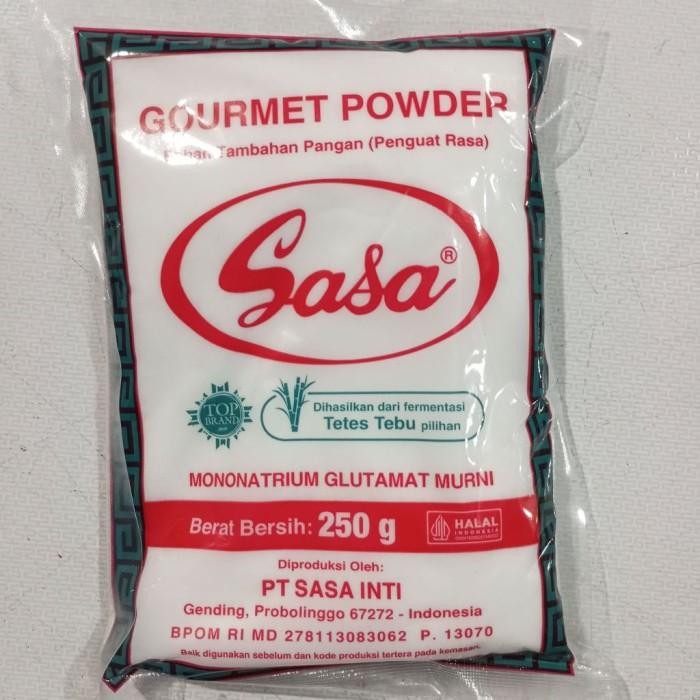 GOURMET POWDER
Bahan Tambahan Pangan (Penguat Rasa)
Sasa®
TOP
BRAND
Dihasilkan dari fermentasi
Tetes Tebu pilihan
MONONATRIUM GLUTAMAT MURNI
Berat Bersih: 250 g
HALAL
INDONESIA
Diproduksi Oleh:
PT SASA INTI
Gending, Probolinggo 67272 - Indonesia
BPOM RI MD 278113083062 P. 13070
Baik digunakan sebelum dan kode produksi tertera pada kemasan.